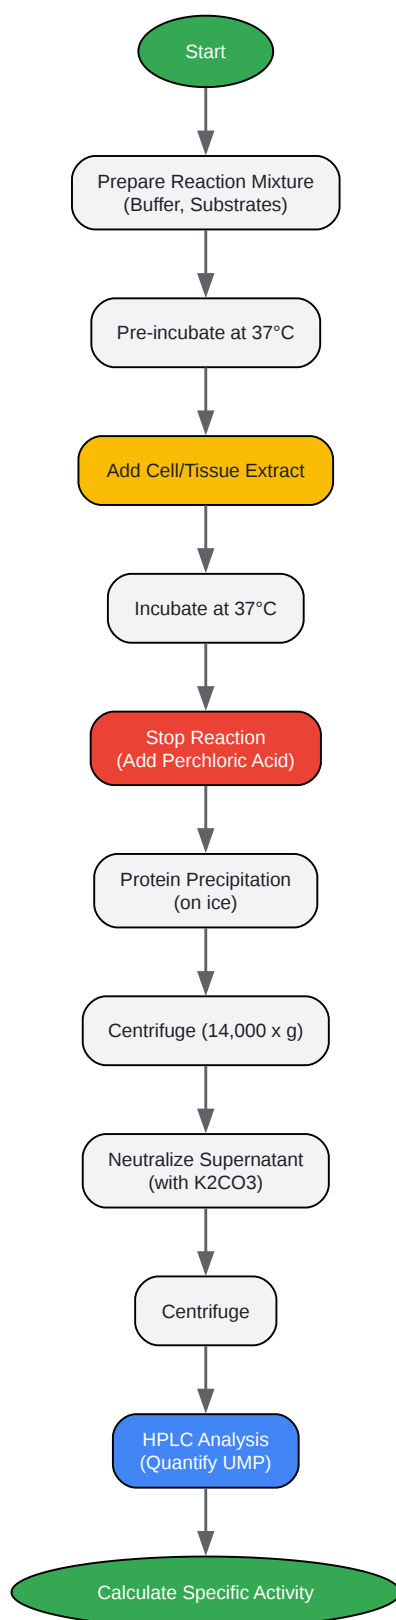 Start
Prepare Reaction Mixture
(Buffer, Substrates)
Pre-incubate at 37°C
Add Cell/Tissue Extract
Incubate at 37°C
Stop Reaction
(Add Perchloric Acid)
Protein Precipitation
(on ice)
Centrifuge (14,000 x g)
Neutralize Supernatant
(with K2CO3)
Centrifuge
HPLC Analysis
(Quantify UMP)
Calculate Specific Activity